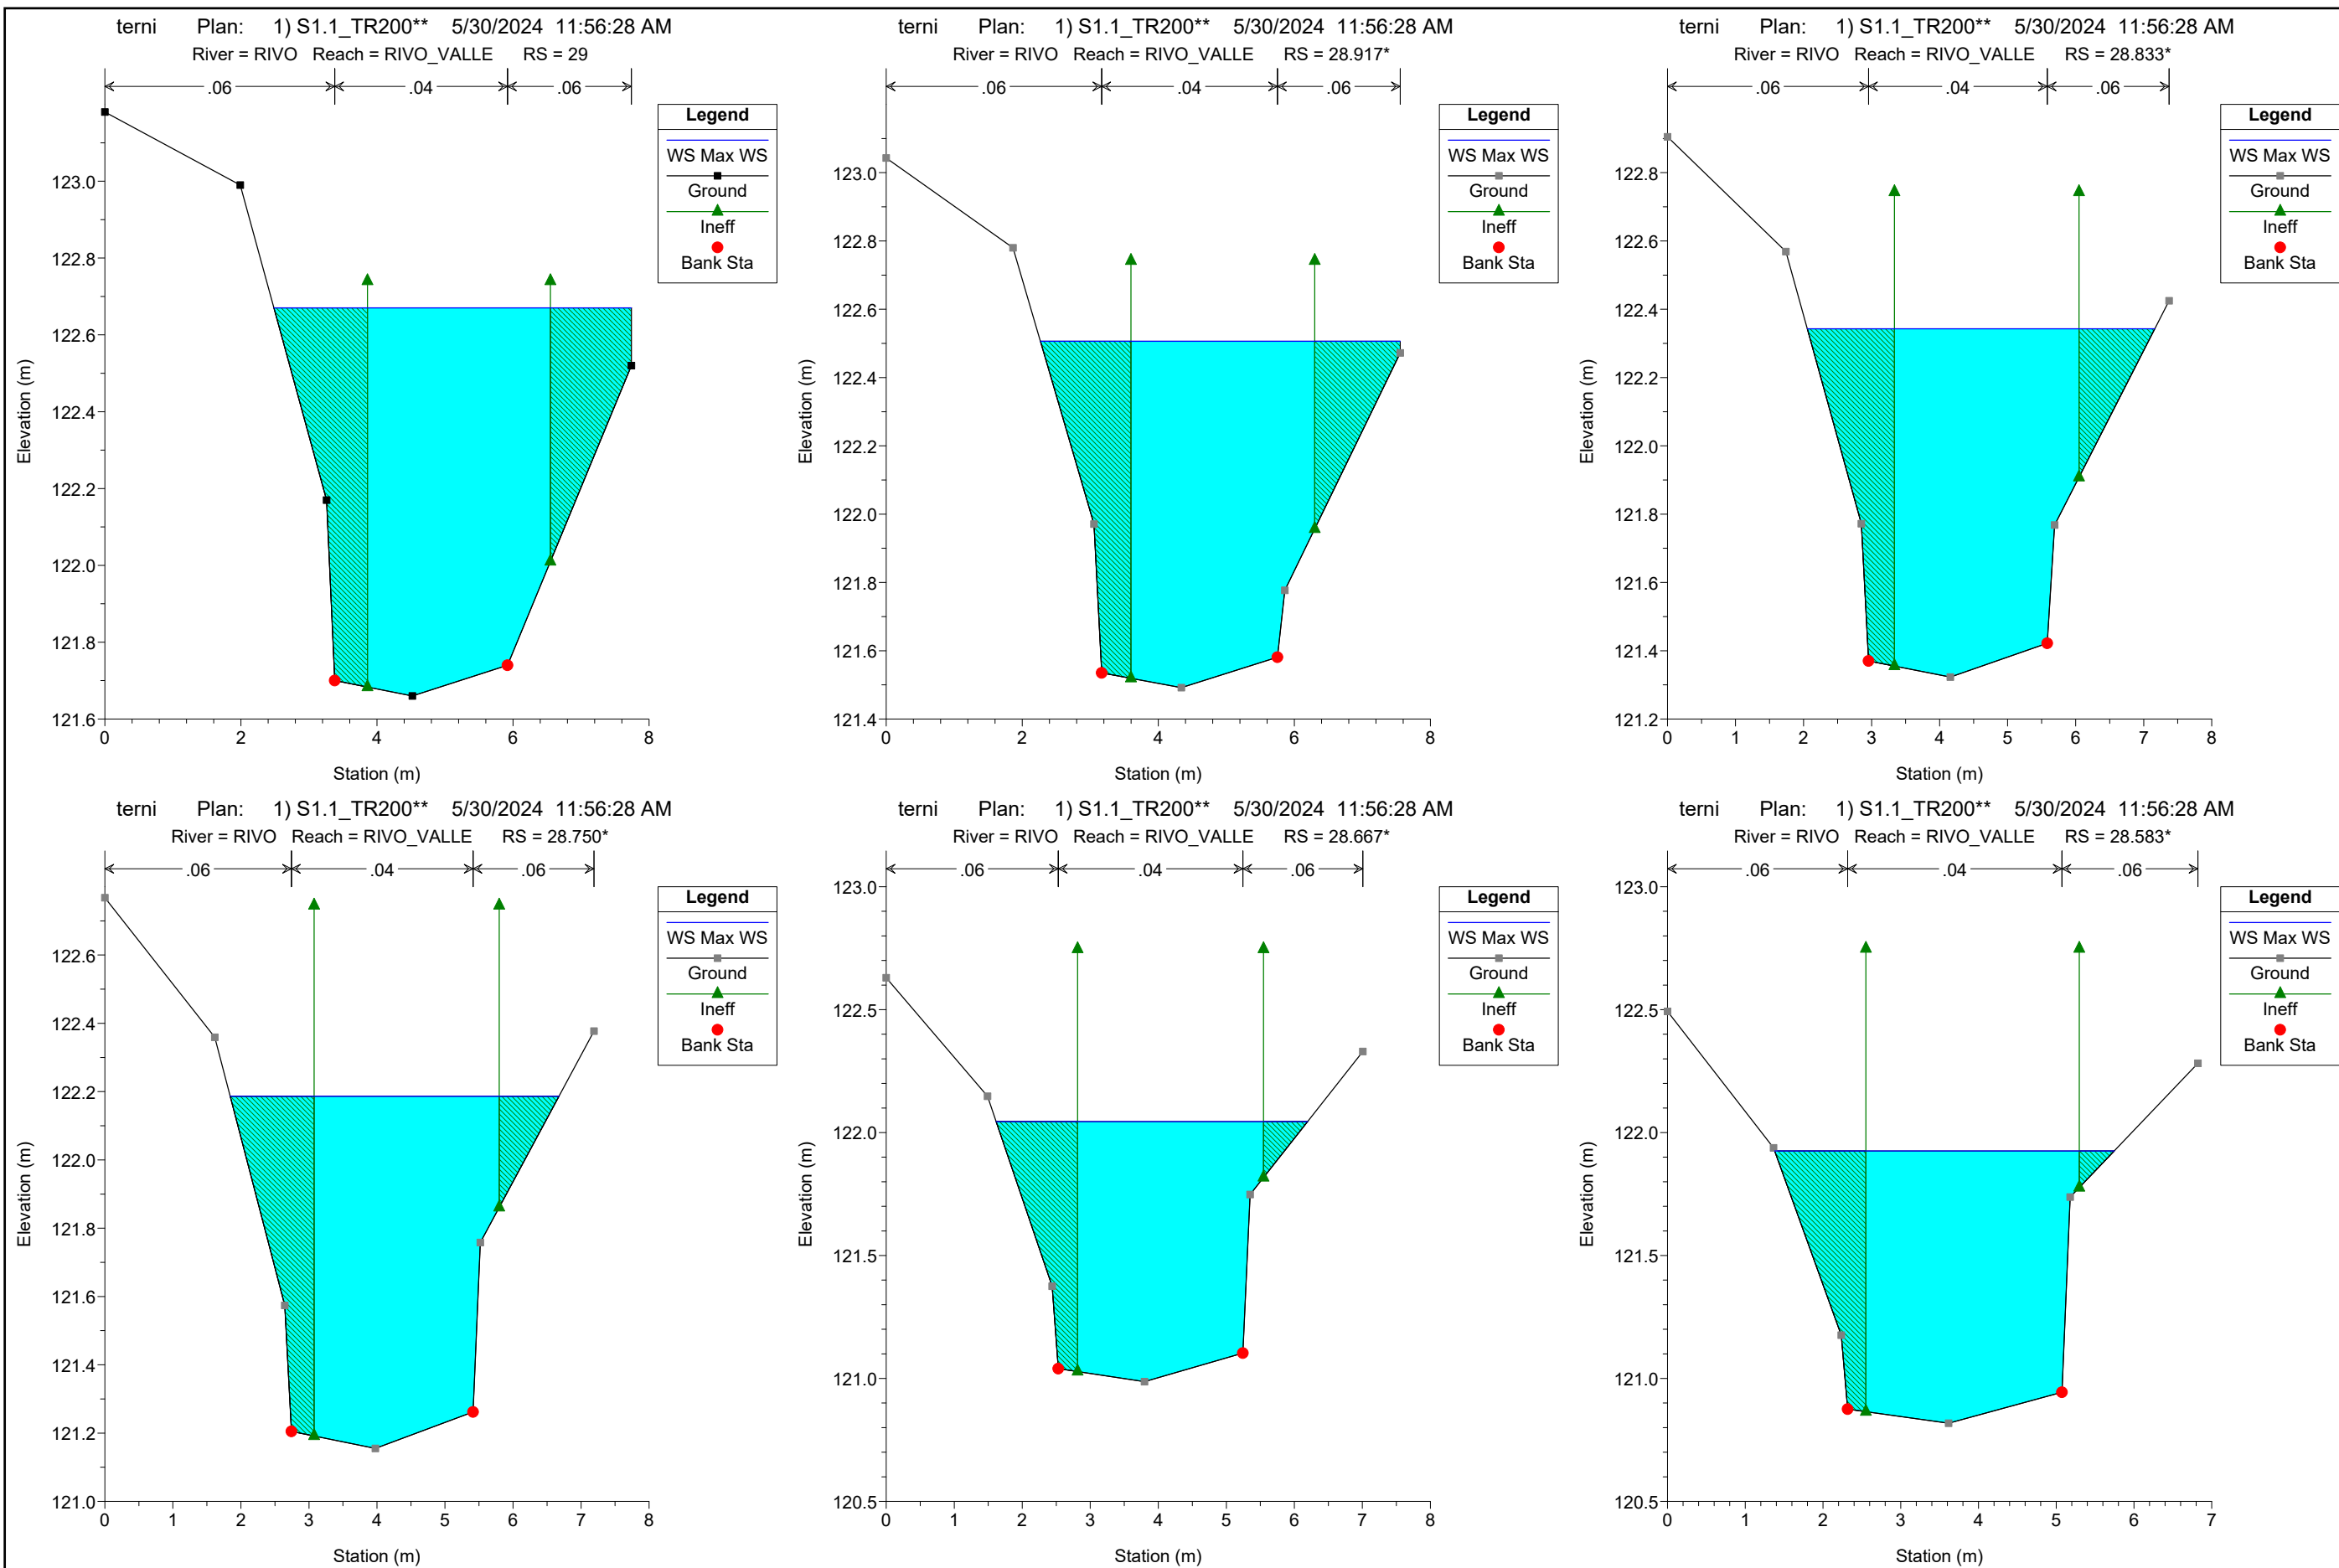 terni Plan: 1) S1.1_TR200** 5/30/2024 11:56:28 AM
River = RIVO Reach = RIVO_VALLE RS = 29
.06 .04 .06
Legend
WS Max WS
Ground
Ineff
Bank Sta
123.0
122.8
122.6
122.4
122.2
122.0
121.8
121.6
Elevation (m)
0 2 4 6 8
Station (m)
terni Plan: 1) S1.1_TR200** 5/30/2024 11:56:28 AM
River = RIVO Reach = RIVO_VALLE RS = 28.917*
.06 .04 .06
Legend
WS Max WS
Ground
Ineff
Bank Sta
123.0
122.8
122.6
122.4
122.2
122.0
121.8
121.6
121.4
Elevation (m)
0 2 4 6 8
Station (m)
terni Plan: 1) S1.1_TR200** 5/30/2024 11:56:28 AM
River = RIVO Reach = RIVO_VALLE RS = 28.833*
.06 .04 .06
Legend
WS Max WS
Ground
Ineff
Bank Sta
122.8
122.6
122.4
122.2
122.0
121.8
121.6
121.4
121.2
Elevation (m)
0 1 2 3 4 5 6 7 8
Station (m)
terni Plan: 1) S1.1_TR200** 5/30/2024 11:56:28 AM
River = RIVO Reach = RIVO_VALLE RS = 28.750*
.06 .04 .06
Legend
WS Max WS
Ground
Ineff
Bank Sta
122.6
122.4
122.2
122.0
121.8
121.6
121.4
121.2
121.0
Elevation (m)
0 1 2 3 4 5 6 7 8
Station (m)
terni Plan: 1) S1.1_TR200** 5/30/2024 11:56:28 AM
River = RIVO Reach = RIVO_VALLE RS = 28.667*
.06 .04 .06
Legend
WS Max WS
Ground
Ineff
Bank Sta
123.0
122.5
122.0
121.5
121.0
120.5
Elevation (m)
0 1 2 3 4 5 6 7 8
Station (m)
terni Plan: 1) S1.1_TR200** 5/30/2024 11:56:28 AM
River = RIVO Reach = RIVO_VALLE RS = 28.583*
.06 .04 .06
Legend
WS Max WS
Ground
Ineff
Bank Sta
123.0
122.5
122.0
121.5
121.0
120.5
Elevation (m)
0 1 2 3 4 5 6 7
Station (m)